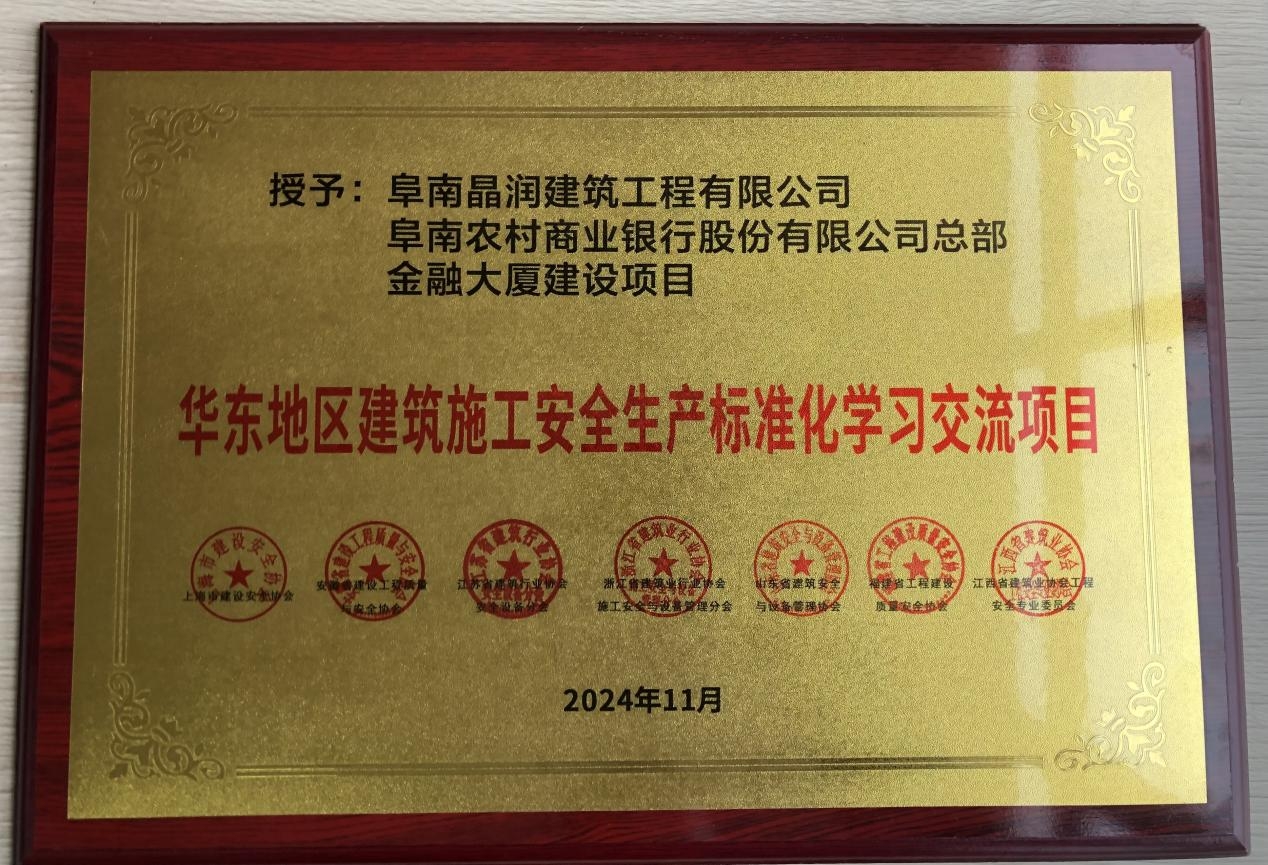 授予：阜南晶润建筑工程有限公司
阜南农村商业银行股份有限公司总部
金融大厦建设项目
华东地区建筑施工安全生产标准化学习交流项目
上海市建设安全协会
安徽省建设工程质量
与安全协会
江苏省建筑行业协会
安全设备分会
浙江省建筑业行业协会
施工安全与设备管理分会
山东省建筑安全
与设备管理协会
福建省工程建设
质量安全协会
江西省建筑业协会工程
安全专业委员会
2024年11月